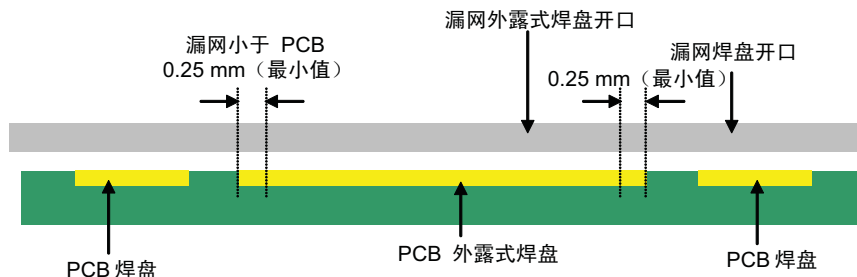 漏网外露式焊盘开口
漏网小于 PCB
0.25 mm（最小值）
漏网焊盘开口
0.25 mm（最小值）
PCB 外露式焊盘
PCB 焊盘
PCB 焊盘